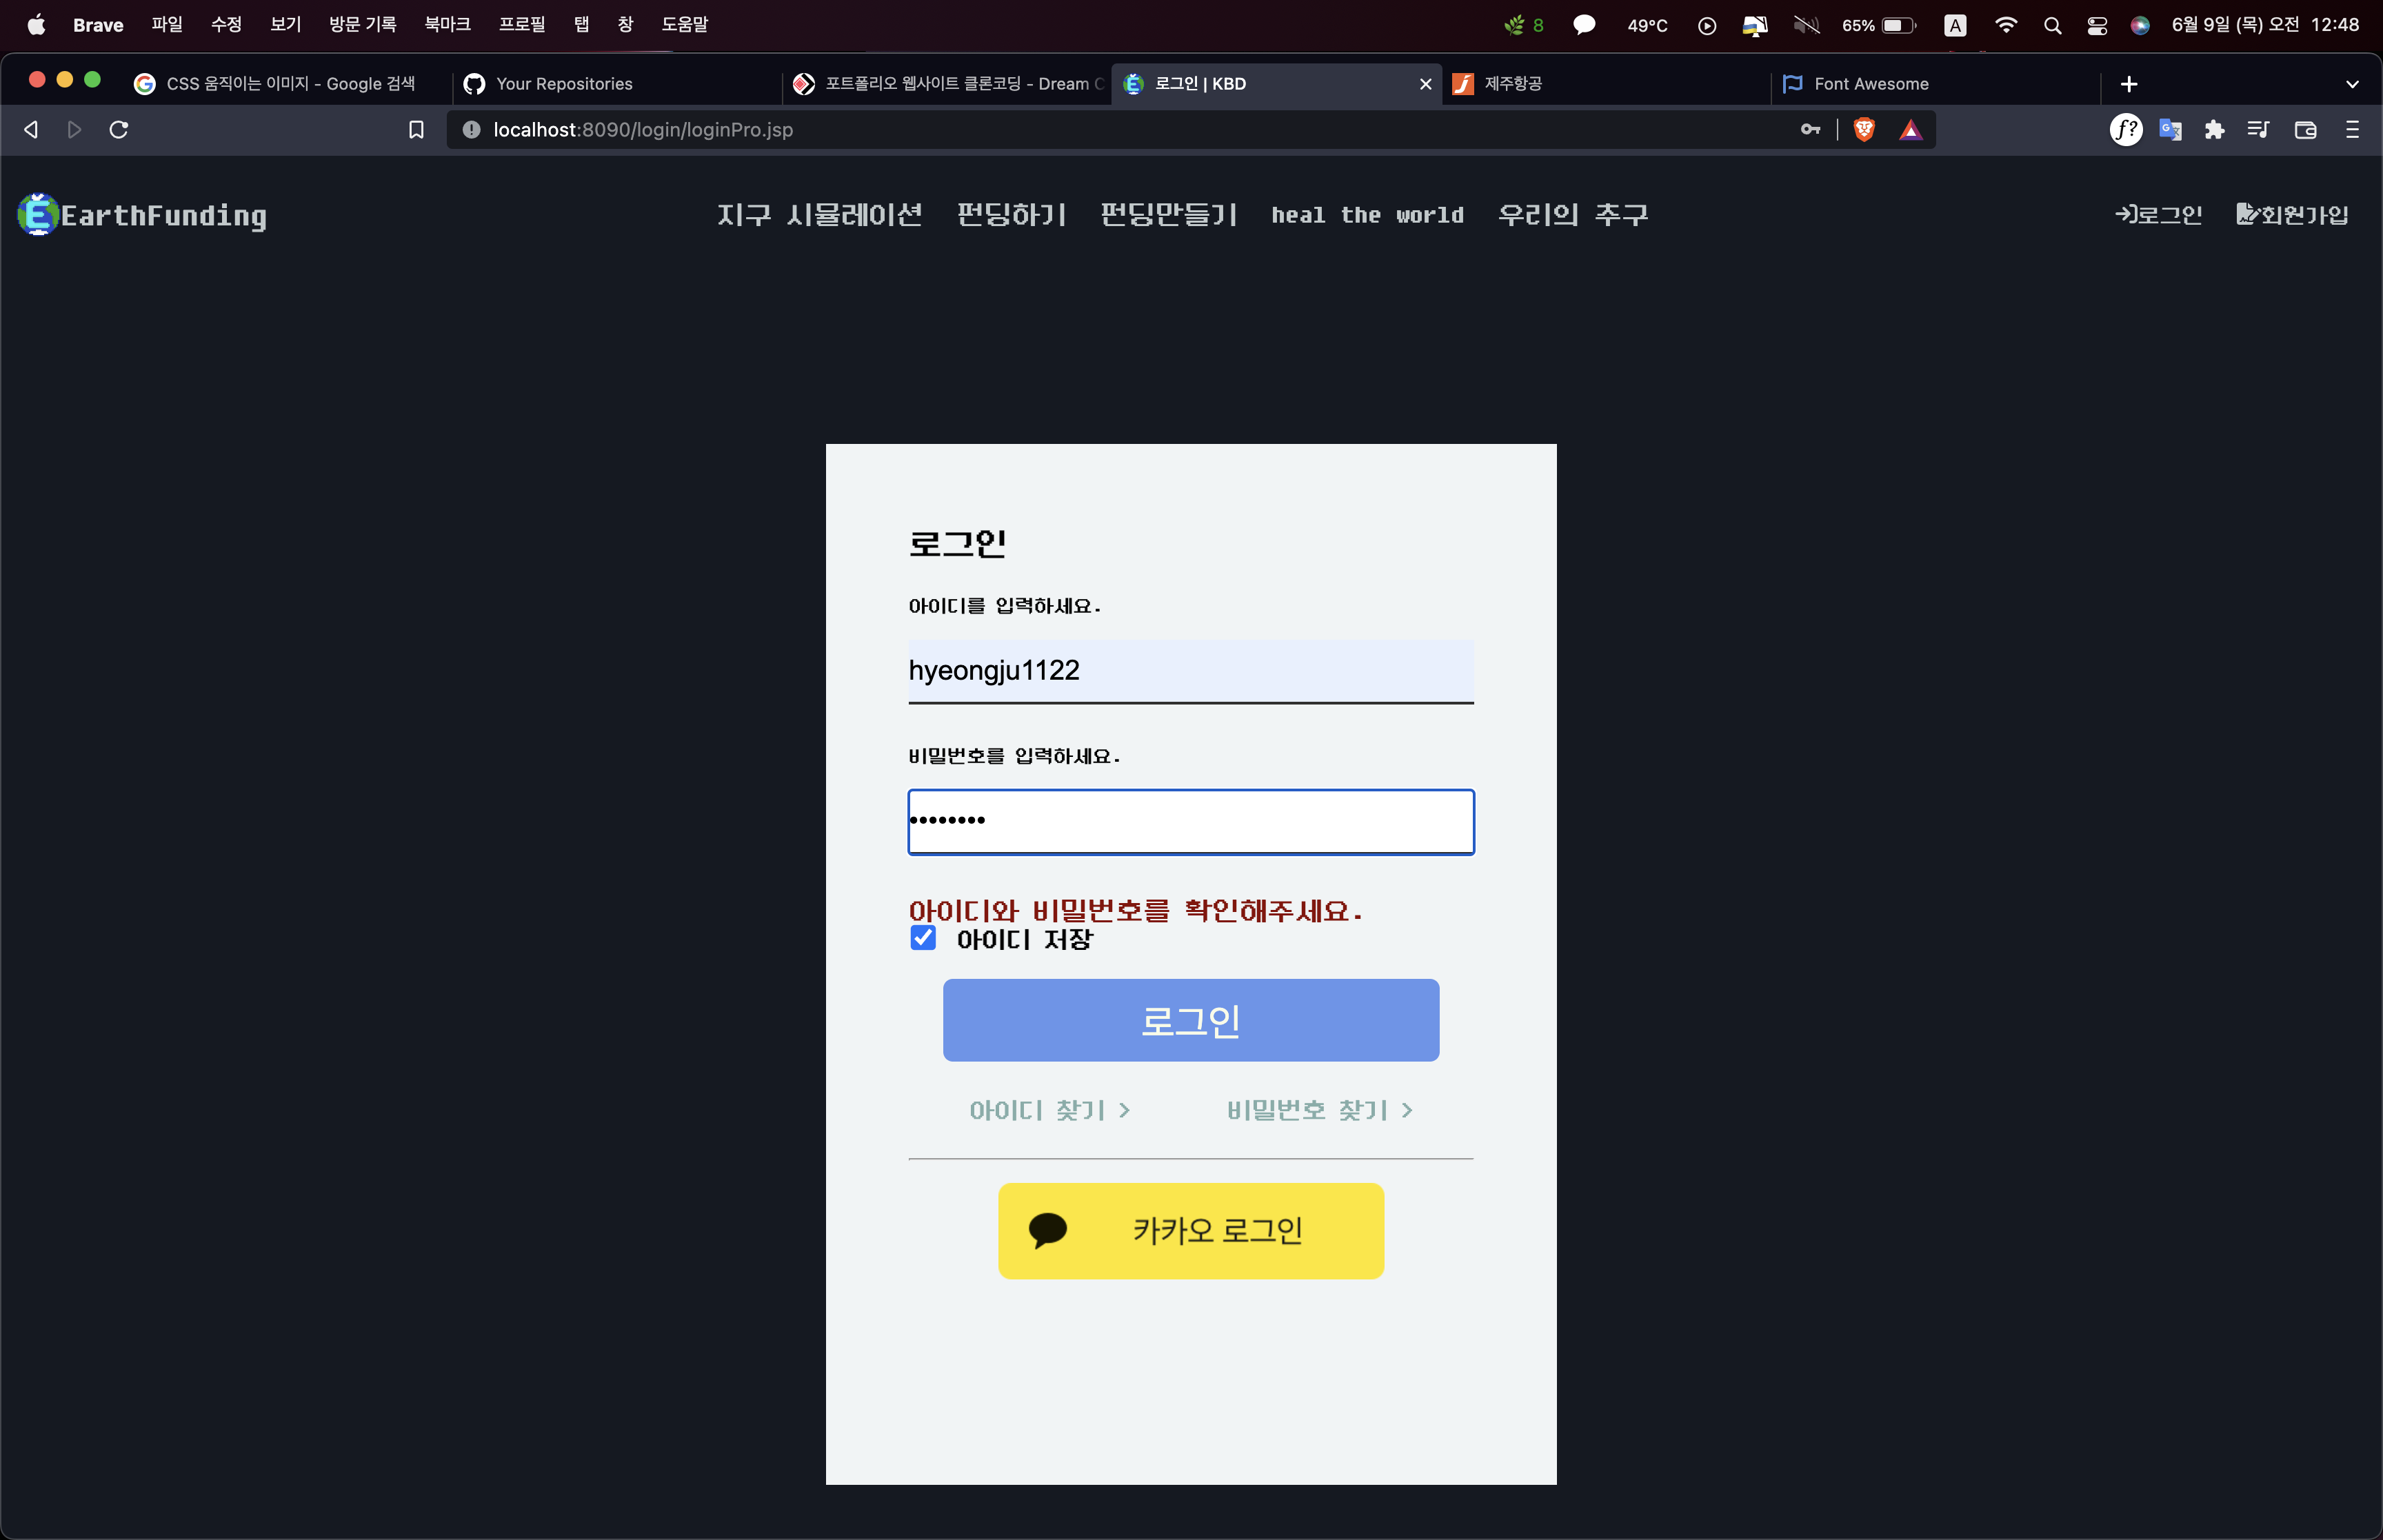 Brave 파일 수정 보기 방문 기록 북마크 프로필 탭 창 도움말 8 49°C 65% A 6월 9일 (목) 오전 12:48
CSS 움직이는 이미지 - Google 검색 Your Repositories 포트폴리오 웹사이트 클론코딩 - Dream C 로그인 | KBD 제주항공 Font Awesome
localhost:8090/login/loginPro.jsp f?
EarthFunding 지구 시뮬레이션 펀딩하기 펀딩만들기 heal the world 우리의 추구 로그인 회원가입
로그인
아이디를 입력하세요.
hyeongju1122
비밀번호를 입력하세요.
••••••••
아이디와 비밀번호를 확인해주세요.
아이디 저장
로그인
아이디 찾기 > 비밀번호 찾기 >
카카오 로그인